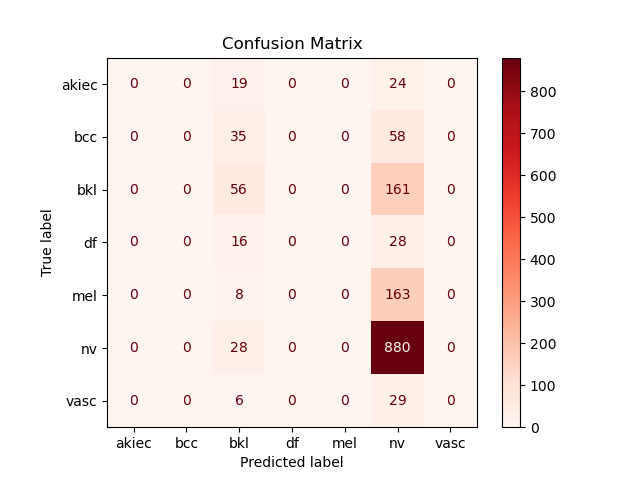 Confusion Matrix
True label
akiec 0 0 19 0 0 24 0
bcc 0 0 35 0 0 58 0
bkl 0 0 56 0 0 161 0
df 0 0 16 0 0 28 0
mel 0 0 8 0 0 163 0
nv 0 0 28 0 0 880 0
vasc 0 0 6 0 0 29 0
akiec bcc bkl df mel nv vasc
Predicted label
800
700
600
500
400
300
200
100
0